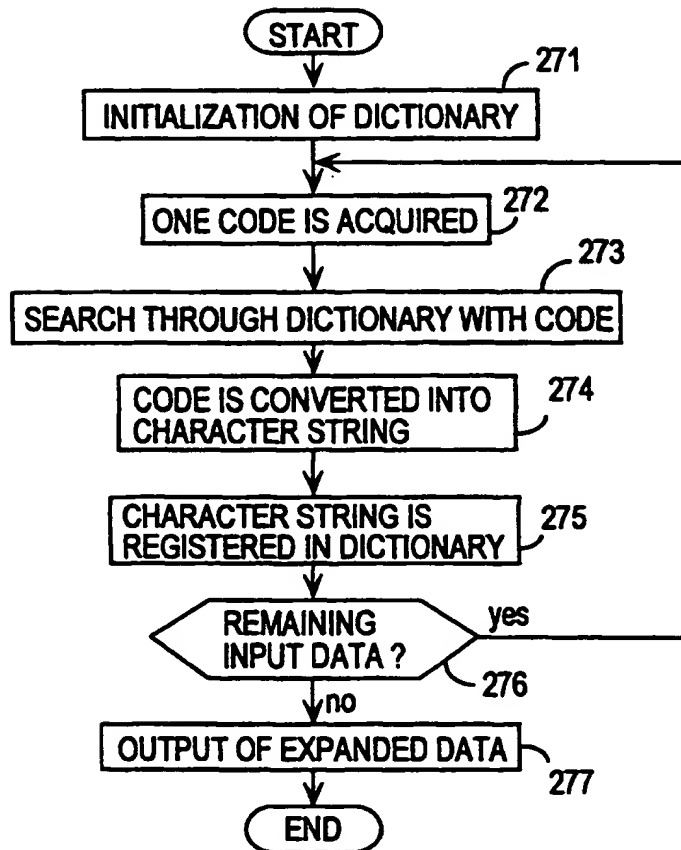 START
271
INITIALIZATION OF DICTIONARY
272
ONE CODE IS ACQUIRED
273
SEARCH THROUGH DICTIONARY WITH CODE
274
CODE IS CONVERTED INTO
CHARACTER STRING
275
CHARACTER STRING IS
REGISTERED IN DICTIONARY
REMAINING
INPUT DATA ?
yes
276
no
OUTPUT OF EXPANDED DATA
277
END